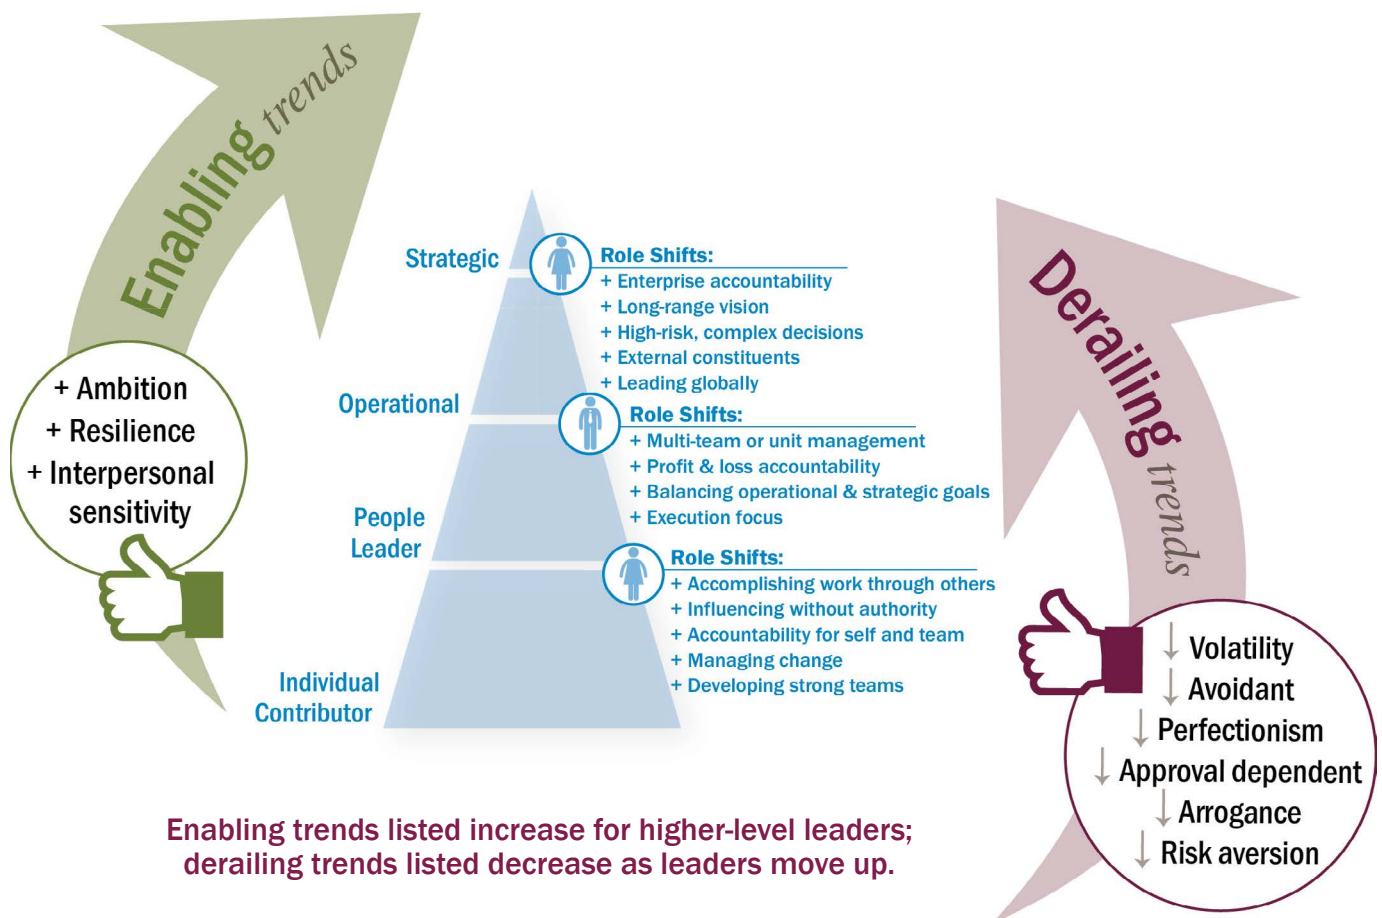 Enabling trends
+ Ambition
+ Resilience
+ Interpersonal
sensitivity
Strategic
Role Shifts:
+ Enterprise accountability
+ Long-range vision
+ High-risk, complex decisions
+ External constituents
+ Leading globally
Operational
Role Shifts:
+ Multi-team or unit management
+ Profit & loss accountability
+ Balancing operational & strategic goals
+ Execution focus
People
Leader
Role Shifts:
+ Accomplishing work through others
+ Influencing without authority
+ Accountability for self and team
+ Managing change
+ Developing strong teams
Individual
Contributor
Derailing trends
↓ Volatility
↓ Avoidant
↓ Perfectionism
↓ Approval dependent
↓ Arrogance
↓ Risk aversion
Enabling trends listed increase for higher-level leaders;
derailing trends listed decrease as leaders move up.